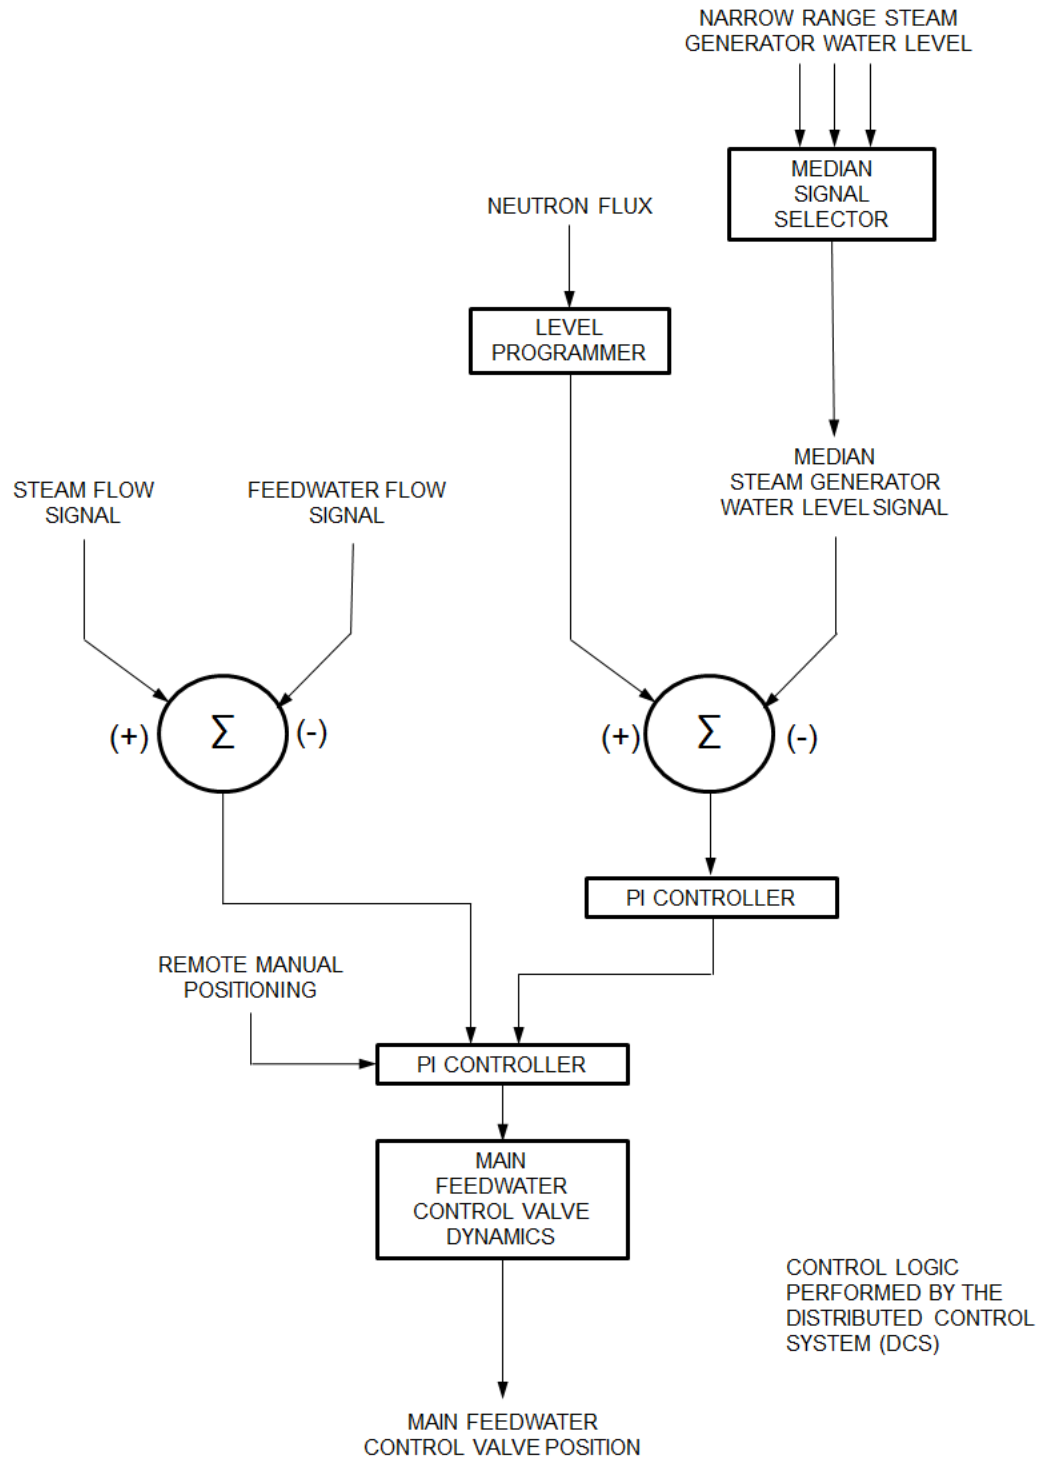 NARROW RANGE STEAM
GENERATOR WATER LEVEL
MEDIAN
SIGNAL
SELECTOR
NEUTRON FLUX
LEVEL
PROGRAMMER
MEDIAN
STEAM GENERATOR
WATER LEVEL SIGNAL
STEAM FLOW
SIGNAL
FEEDWATER FLOW
SIGNAL
(+) Σ (-)
(+) Σ (-)
PI CONTROLLER
REMOTE MANUAL
POSITIONING
PI CONTROLLER
MAIN
FEEDWATER
CONTROL VALVE
DYNAMICS
CONTROL LOGIC
PERFORMED BY THE
DISTRIBUTED CONTROL
SYSTEM (DCS)
MAIN FEEDWATER
CONTROL VALVE POSITION